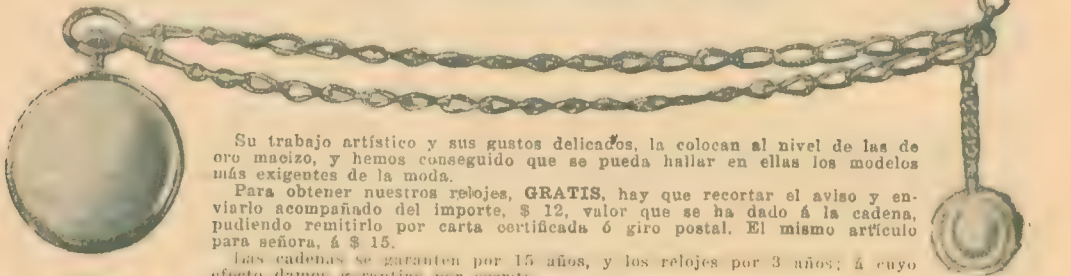 Su trabajo artístico y sus gustos delicados, la colocan al nivel de las de
oro macizo, y hemos conseguido que se pueda hallar en ellas los modelos
más exigentes de la moda.
Para obtener nuestros relojes, GRATIS, hay que recortar el aviso y en-
viarlo acompañado del importe, $ 12, valor que se ha dado á la cadena,
pudiendo remitirlo por carta certificada ó giro postal. El mismo artículo
para señora, á $ 15.
Las cadenas se garanten por 15 años, y los relojes por 3 años; á cuyo
efecto damos